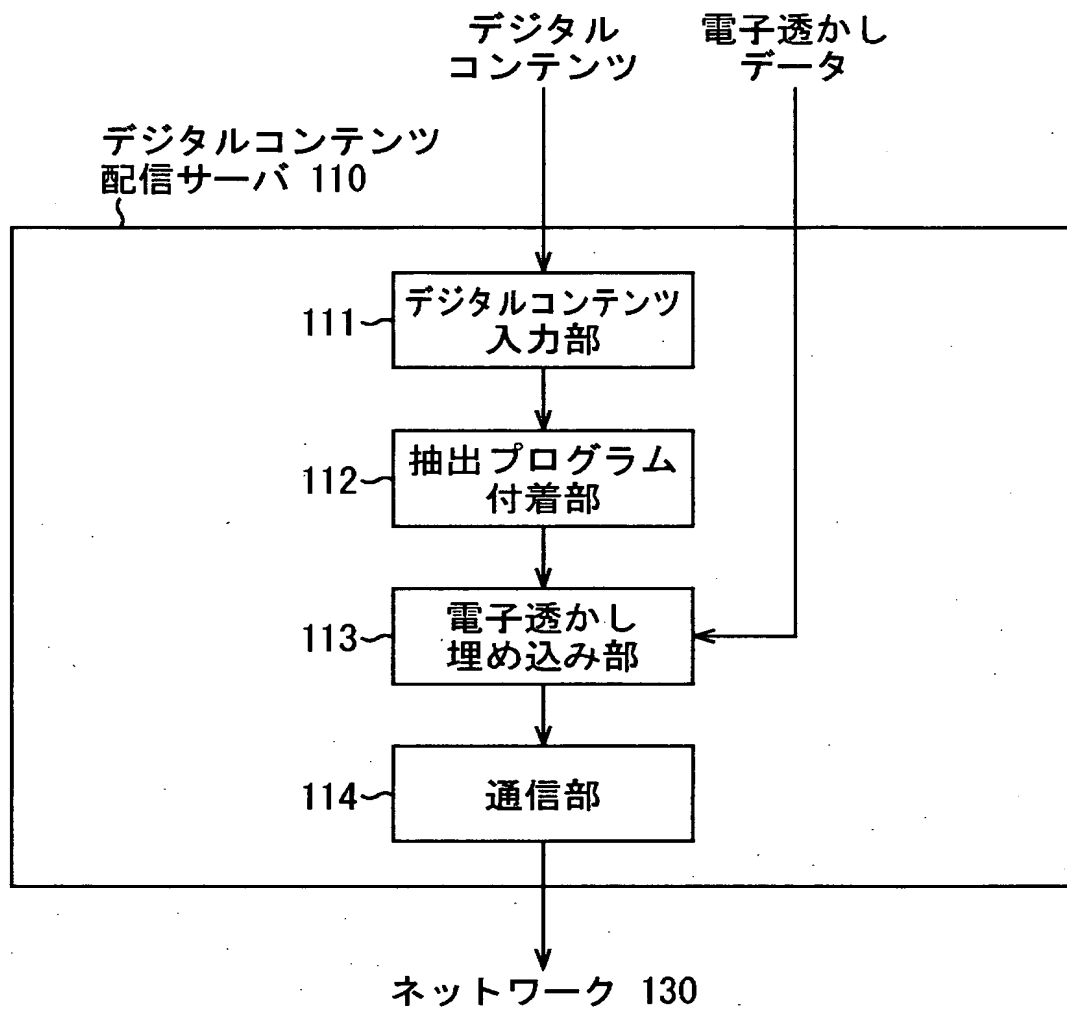 デジタル
コンテンツ
電子透かし
データ
デジタルコンテンツ
配信サーバ 110
111
デジタルコンテンツ
入力部
112
抽出プログラム
付着部
113
電子透かし
埋め込み部
114
通信部
ネットワーク 130